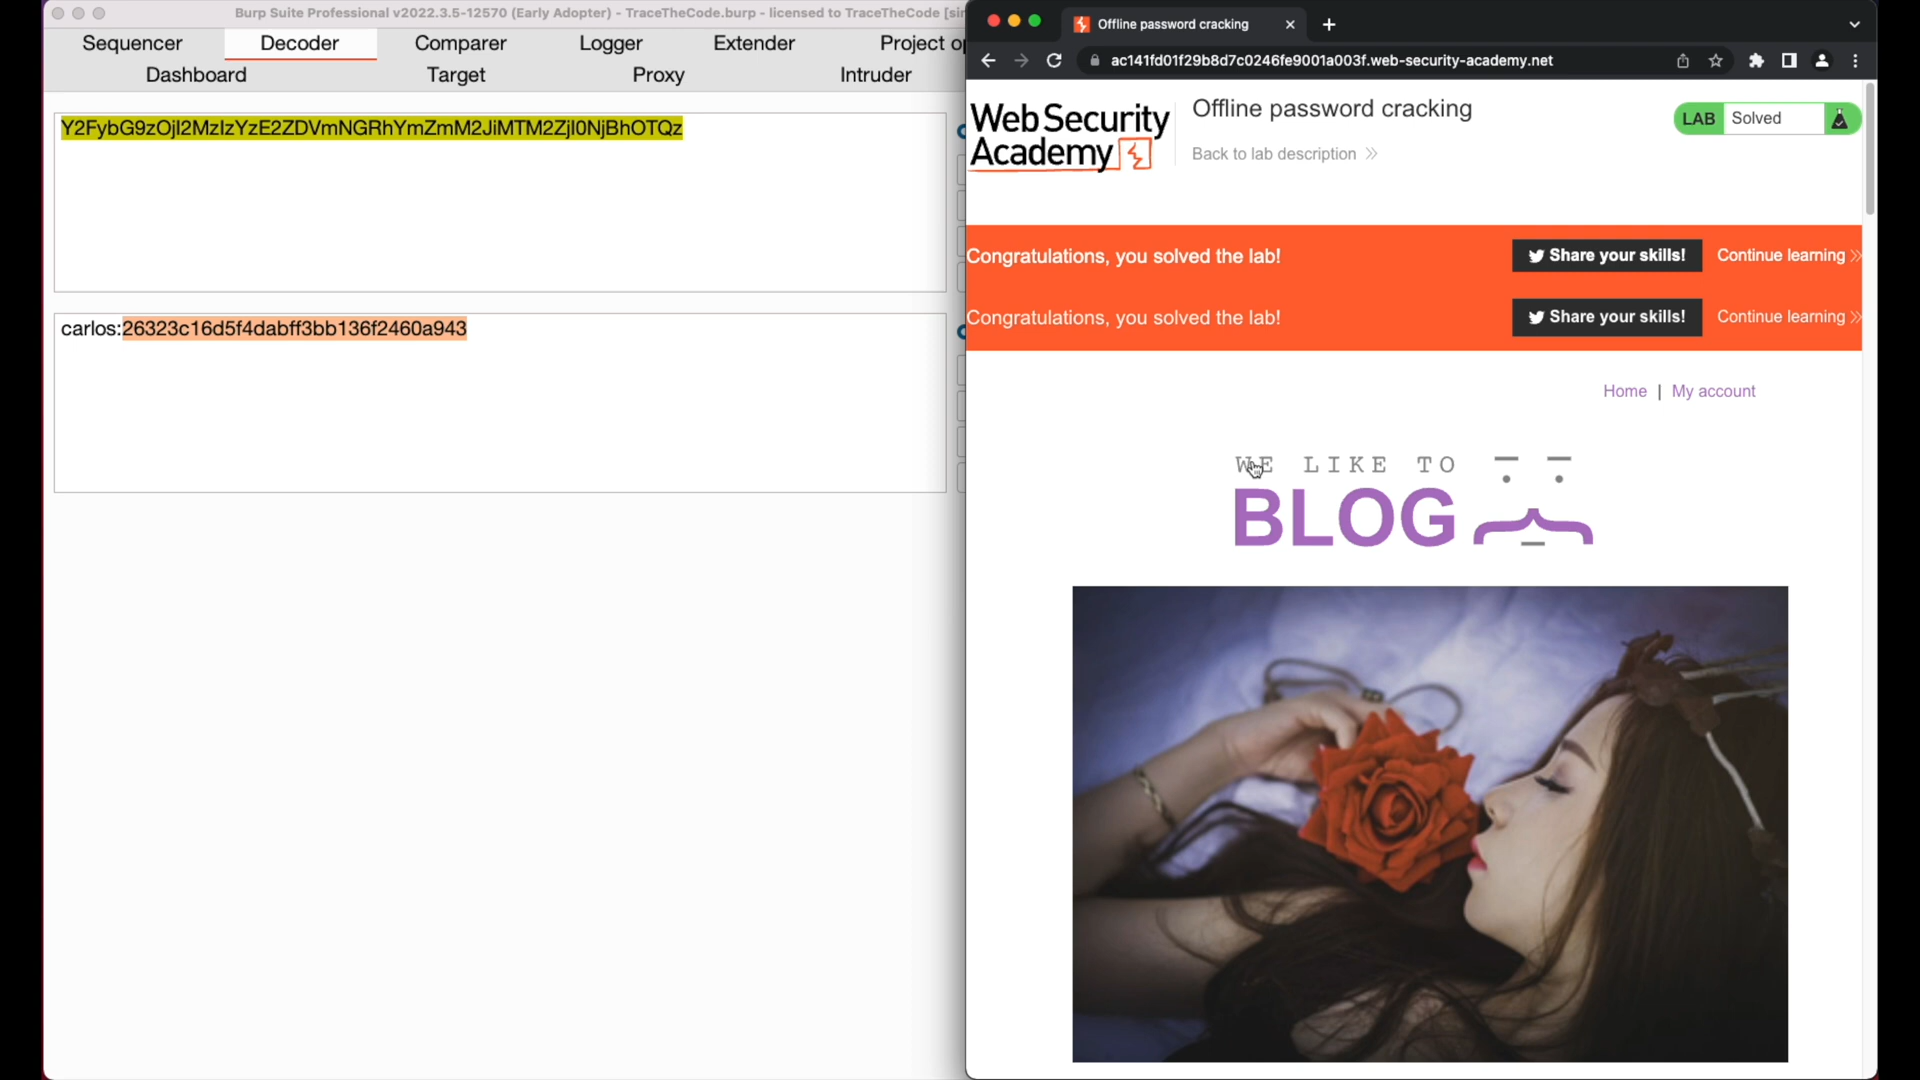 Burp Suite Professional v2022.3.5-12570 (Early Adopter) - TraceTheCode.burp - licensed to TraceTheCode [sin
Sequencer Decoder Comparer Logger Extender Project op
Dashboard Target Proxy Intruder
Y2FybG9zOjI2MzIzYzE2ZDVmNGRhYmZmM2JiMTM2ZjI0NjBhOTQz
carlos:26323c16d5f4dabff3bb136f2460a943
Offline password cracking
ac141fd01f29b8d7c0246fe9001a003f.web-security-academy.net
Web Security
Academy
Offline password cracking
Back to lab description
LAB Solved
Congratulations, you solved the lab! Share your skills! Continue learning
Congratulations, you solved the lab! Share your skills! Continue learning
Home | My account
WE LIKE TO
BLOG